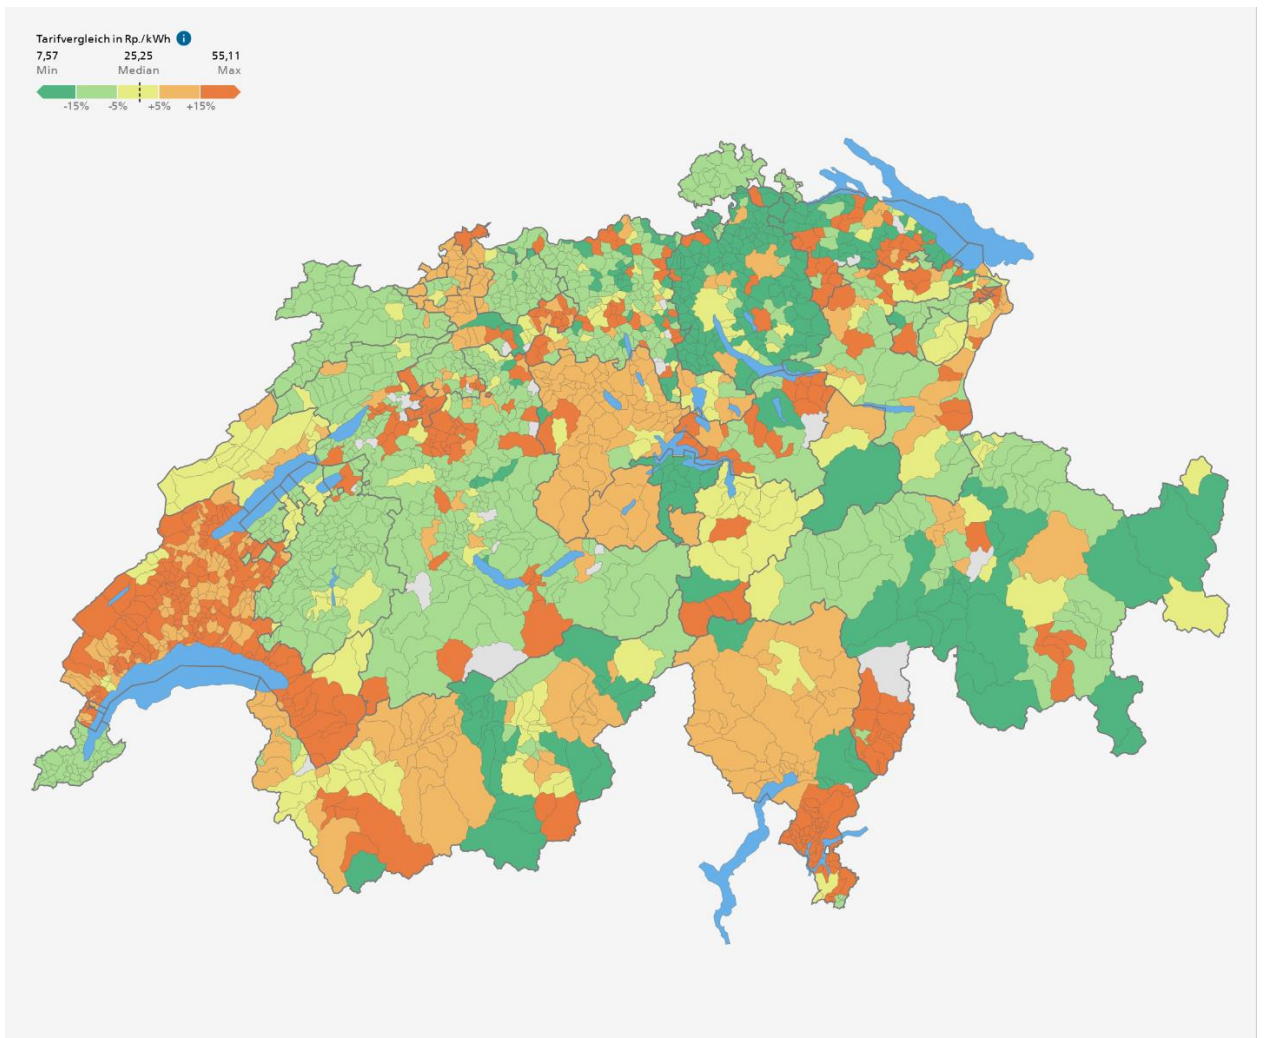 Tarifvergleich in Rp./kWh i
7,57 25,25 55,11
Min Median Max
-15% -5% +5% +15%